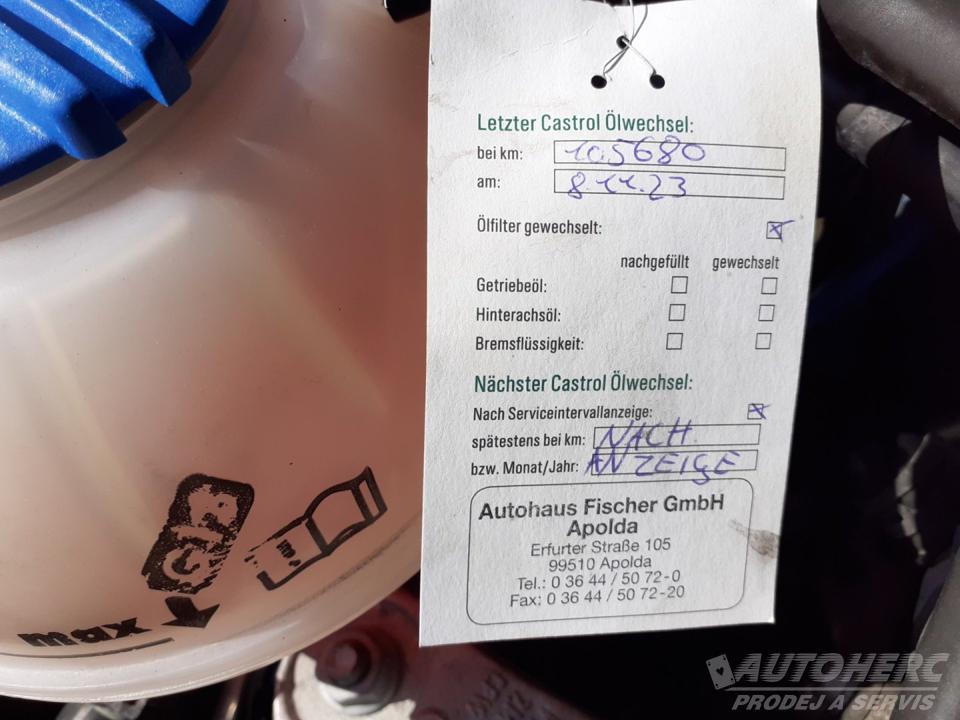 Letzter Castrol Ölwechsel:
bei km: 105680
am: 8.11.23
Ölfilter gewechselt:
nachgefüllt gewechselt
Getriebeöl:
Hinterachsöl:
Bremsflüssigkeit:
Nächster Castrol Ölwechsel:
Nach Serviceintervallanzeige:
spätestens bei km: NACH
bzw. Monat/Jahr: ANZEIGE
Autohaus Fischer GmbH
Apolda
Erfurter Straße 105
99510 Apolda
Tel.: 0 36 44 / 50 72-0
Fax: 0 36 44 / 50 72-20
max
AUTOHERC
PRODEJ A SERVIS